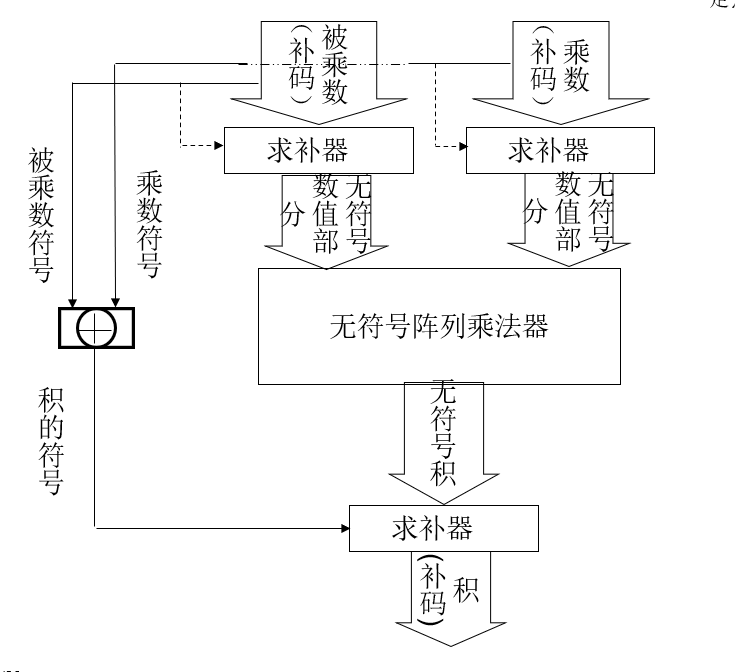 被乘数
(补码)
乘数
(补码)
求补器
求补器
被乘数符号
乘数符号
无符号
数值部
分
无符号
数值部
分
无符号阵列乘法器
积的符号
无符号积
求补器
积
(补码)